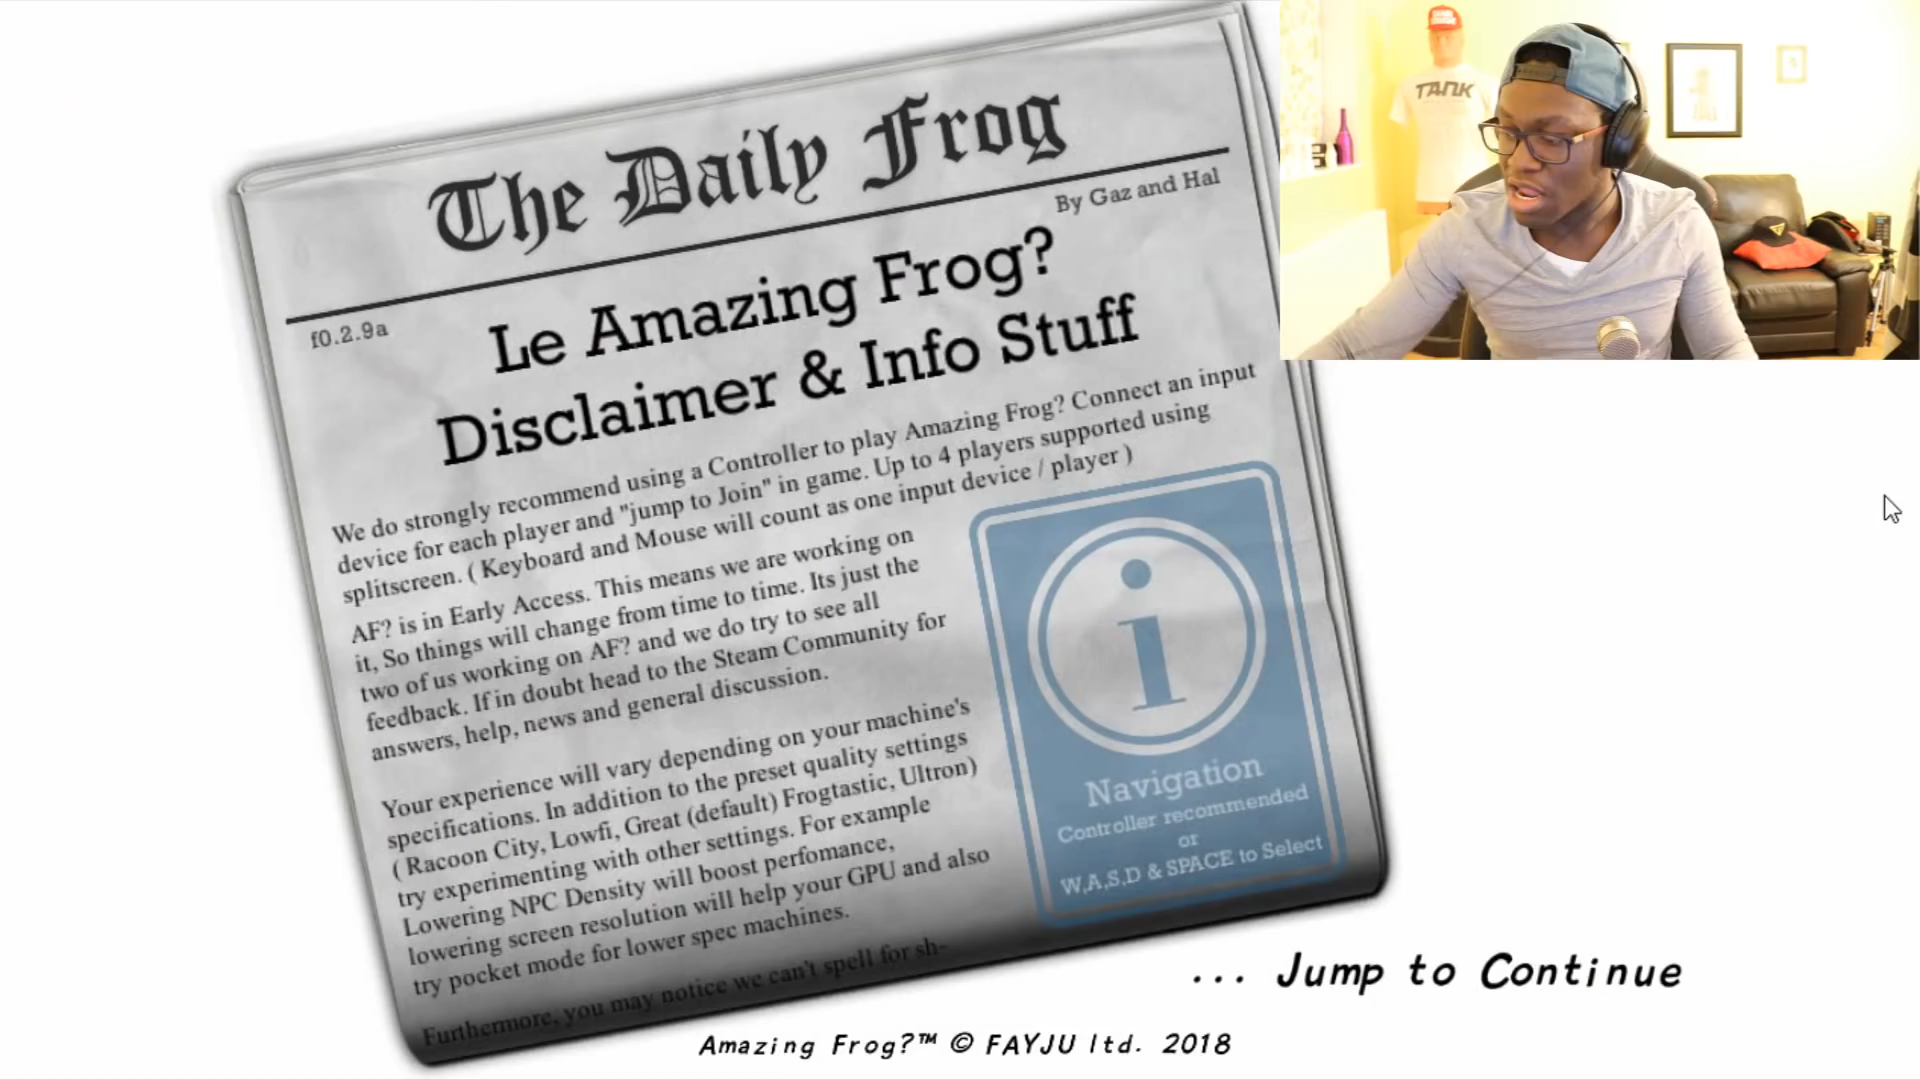 The Daily Frog
By Gaz and Hal
f0.2.9a
Le Amazing Frog?
Disclaimer & Info Stuff
We do strongly recommend using a Controller to play Amazing Frog? Connect an input
device for each player and "jump to Join" in game. Up to 4 players supported using
splitscreen. ( Keyboard and Mouse will count as one input device / player )
AF? is in Early Access. This means we are working on
it, So things will change from time to time. Its just the
two of us working on AF? and we do try to see all
feedback. If in doubt head to the Steam Community for
answers, help, news and general discussion.
Your experience will vary depending on your machine's
specifications. In addition to the preset quality settings
( Racoon City, Lowfi, Great (default) Frogtastic, Ultron)
try experimenting with other settings. For example
Lowering NPC Density will boost perfomance,
lowering screen resolution will help your GPU and also
try pocket mode for lower spec machines.
Furthermore, you may notice we can't spell for sh-
i
Navigation
Controller recommended
or
W,A,S,D & SPACE to Select
... Jump to Continue
Amazing Frog?™ © FAYJU ltd. 2018
TANK